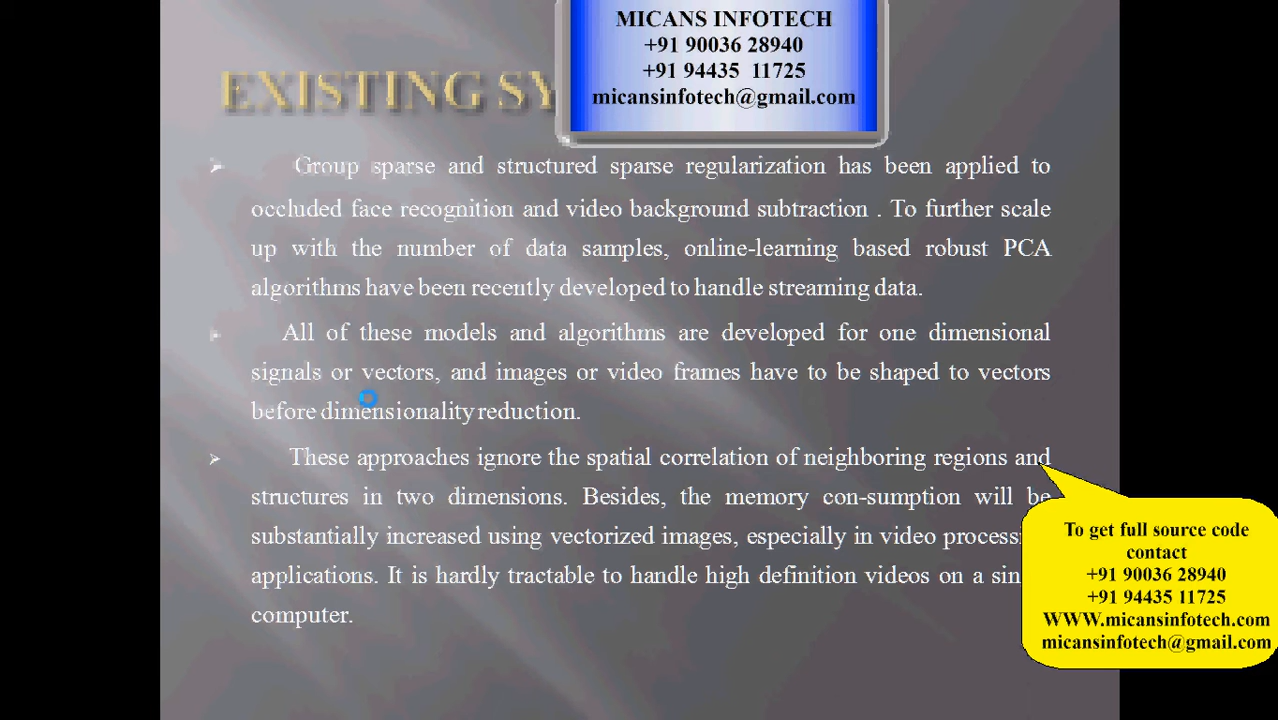 MICANS INFOTECH
+91 90036 28940
+91 94435 11725
micansinfotech@gmail.com
EXISTING
Group sparse and structured sparse regularization has been applied to
occluded face recognition and video background subtraction . To further scale
up with the number of data samples, online-learning based robust PCA
algorithms have been recently developed to handle streaming data.
All of these models and algorithms are developed for one dimensional
signals or vectors, and images or video frames have to be shaped to vectors
before dimensionality reduction.
These approaches ignore the spatial correlation of neighboring regions and
structures in two dimensions. Besides, the memory con-sumption will be
substantially increased using vectorized images, especially in video
applications. It is hardly tractable to handle high definition videos on a
computer.
To get full source code
contact
+91 90036 28940
+91 94435 11725
WWW.micansinfotech.com
micansinfotech@gmail.com